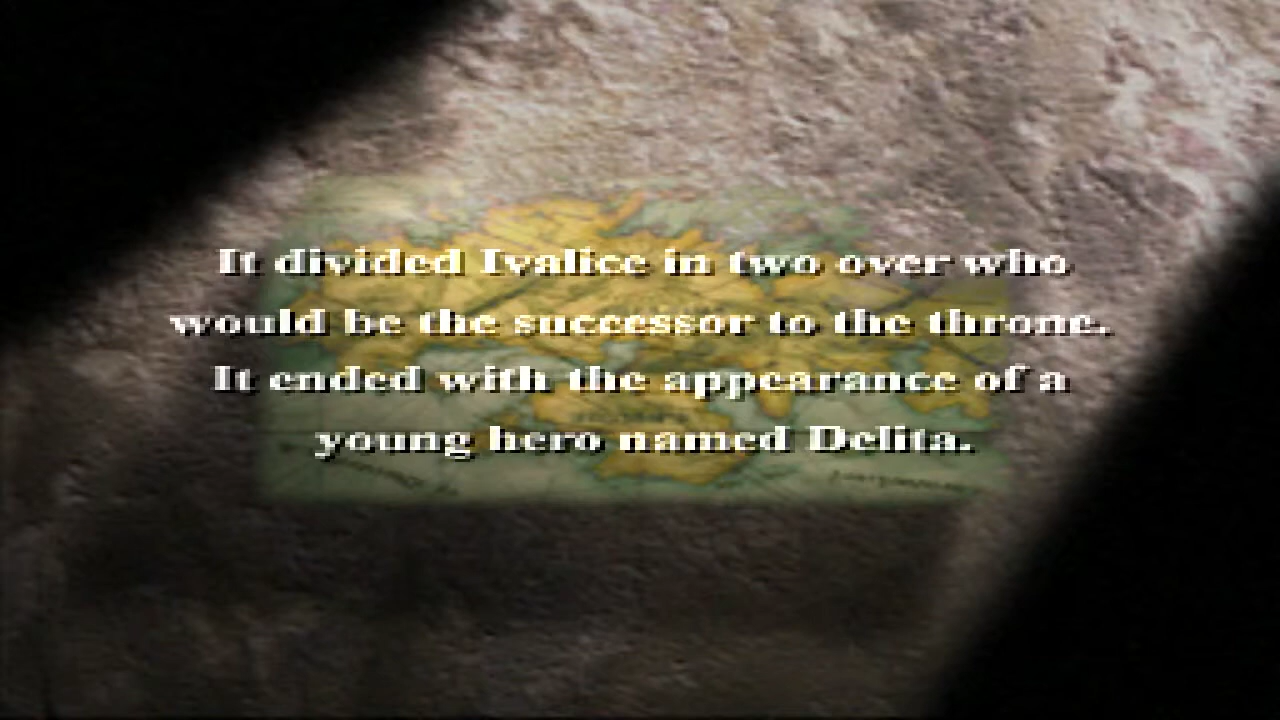 It divided Ivalice in two over who
would be the successor to the throne.
It ended with the appearance of a
young hero named Delita.